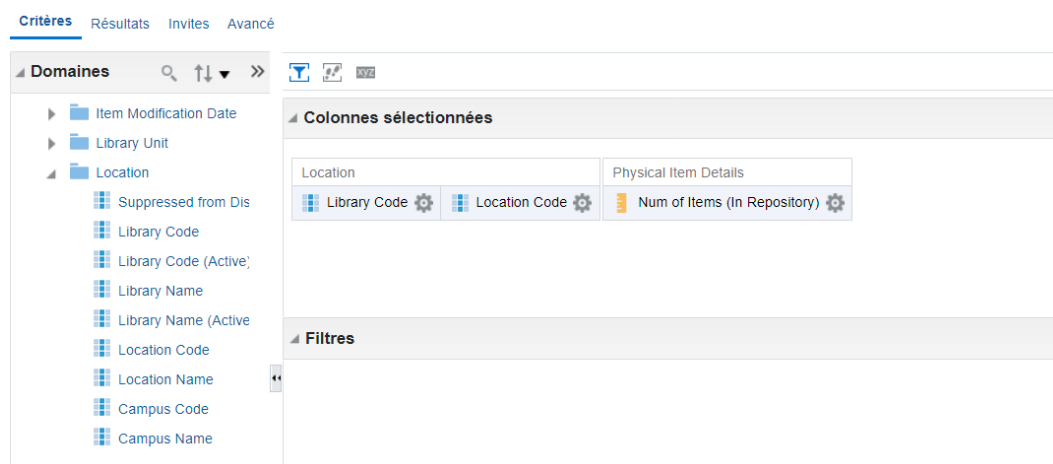 Critères Résultats Invites Avancé
Domaines
Item Modification Date
Library Unit
Location
Suppressed from Dis
Library Code
Library Code (Active)
Library Name
Library Name (Active
Location Code
Location Name
Campus Code
Campus Name
xyz
Colonnes sélectionnées
Location Physical Item Details
Library Code Location Code Num of Items (In Repository)
Filtres